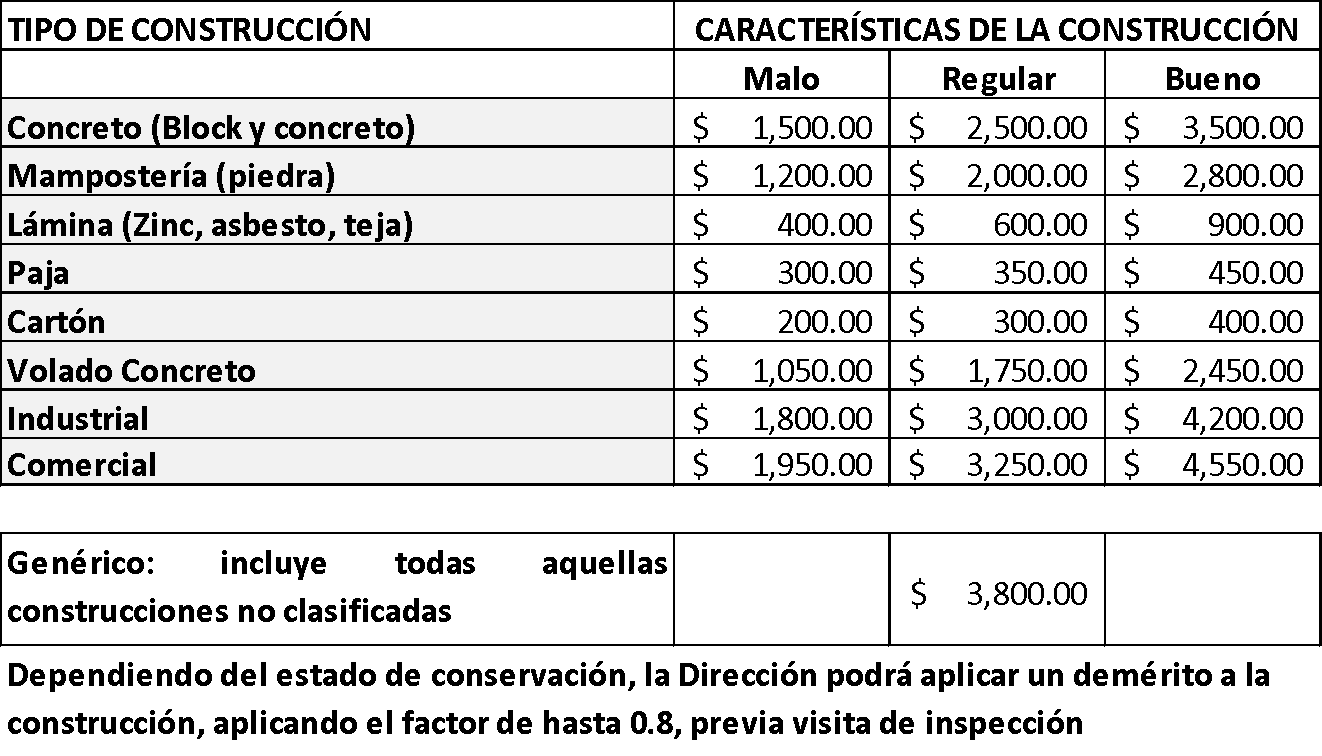 TIPO DE CONSTRUCCIÓN CARACTERÍSTICAS DE LA CONSTRUCCIÓN
Malo Regular Bueno
Concreto (Block y concreto) $ 1,500.00 $ 2,500.00 $ 3,500.00
Mampostería (piedra) $ 1,200.00 $ 2,000.00 $ 2,800.00
Lámina (Zinc, asbesto, teja) $ 400.00 $ 600.00 $ 900.00
Paja $ 300.00 $ 350.00 $ 450.00
Cartón $ 200.00 $ 300.00 $ 400.00
Volado Concreto $ 1,050.00 $ 1,750.00 $ 2,450.00
Industrial $ 1,800.00 $ 3,000.00 $ 4,200.00
Comercial $ 1,950.00 $ 3,250.00 $ 4,550.00
Genérico: incluye todas aquellas
construcciones no clasificadas $ 3,800.00
Dependiendo del estado de conservación, la Dirección podrá aplicar un demérito a la
construcción, aplicando el factor de hasta 0.8, previa visita de inspección